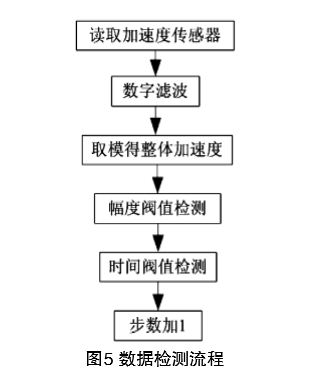 读取加速度传感器
数字滤波
取模得整体加速度
幅度阀值检测
时间阀值检测
步数加1
图5 数据检测流程